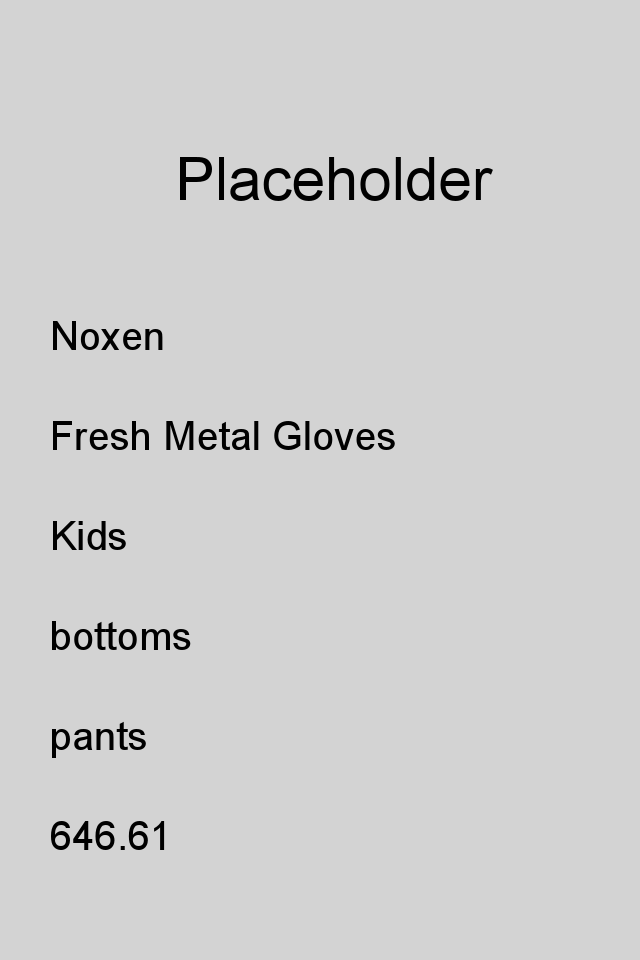 Placeholder
Noxen
Fresh Metal Gloves
Kids
bottoms
pants
646.61